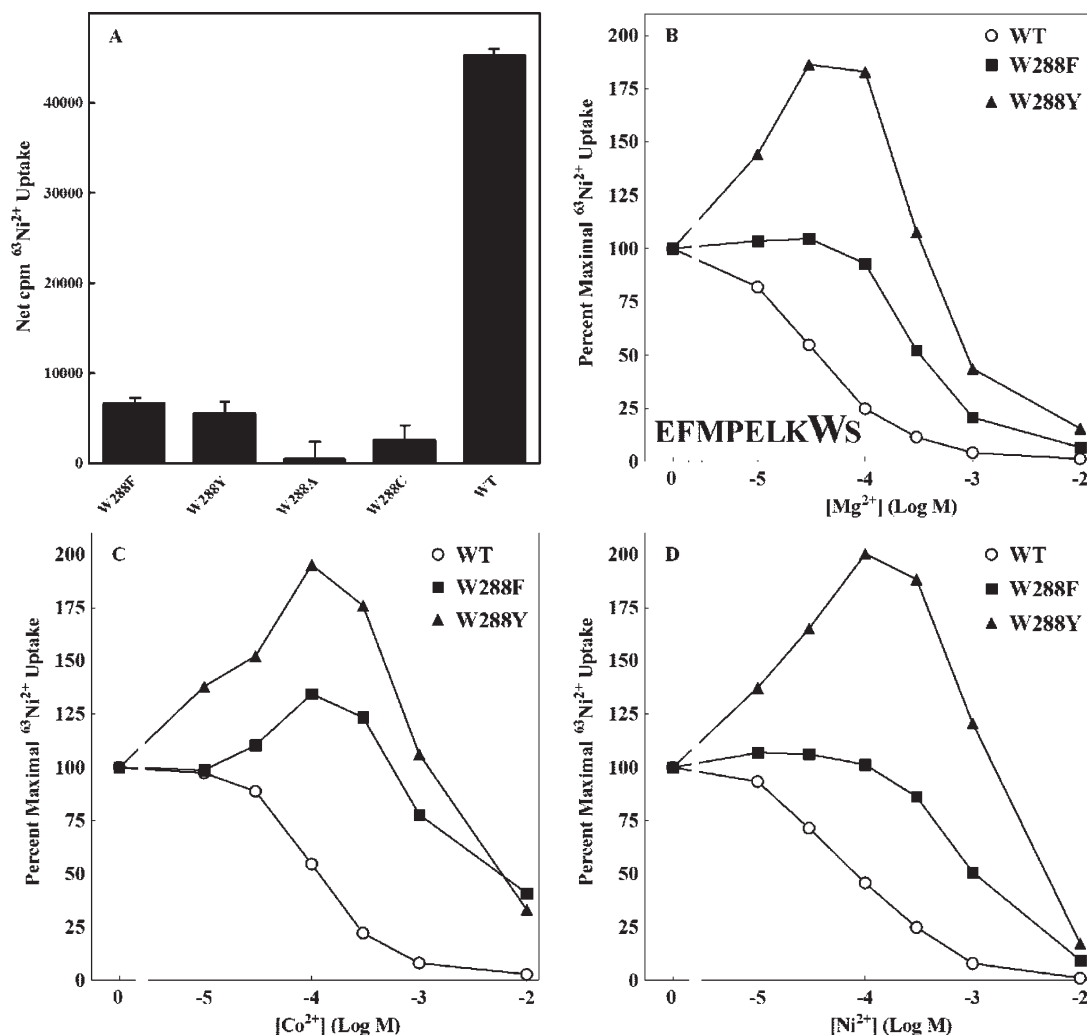 A
Net cpm ⁶³Ni²⁺ Uptake
40000
30000
20000
10000
0
W288F
W288Y
W288A
W288C
WT
B
Percent Maximal ⁶³Ni²⁺ Uptake
200
175
150
125
100
75
50
25
0
WT
W288F
W288Y
EFMPELKWS
0
-5
-4
-3
-2
[Mg²⁺] (Log M)
C
Percent Maximal ⁶³Ni²⁺ Uptake
200
175
150
125
100
75
50
25
0
WT
W288F
W288Y
0
-5
-4
-3
-2
[Co²⁺] (Log M)
D
Percent Maximal ⁶³Ni²⁺ Uptake
200
175
150
125
100
75
50
25
0
WT
W288F
W288Y
0
-5
-4
-3
-2
[Ni²⁺] (Log M)